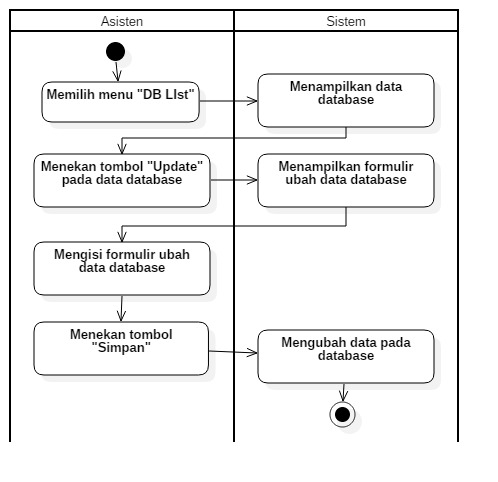 Asisten
Sistem
Memilih menu "DB LIst"
Menampilkan data
database
Menekan tombol "Update"
pada data database
Menampilkan formulir
ubah data database
Mengisi formulir ubah
data database
Menekan tombol
"Simpan"
Mengubah data pada
database